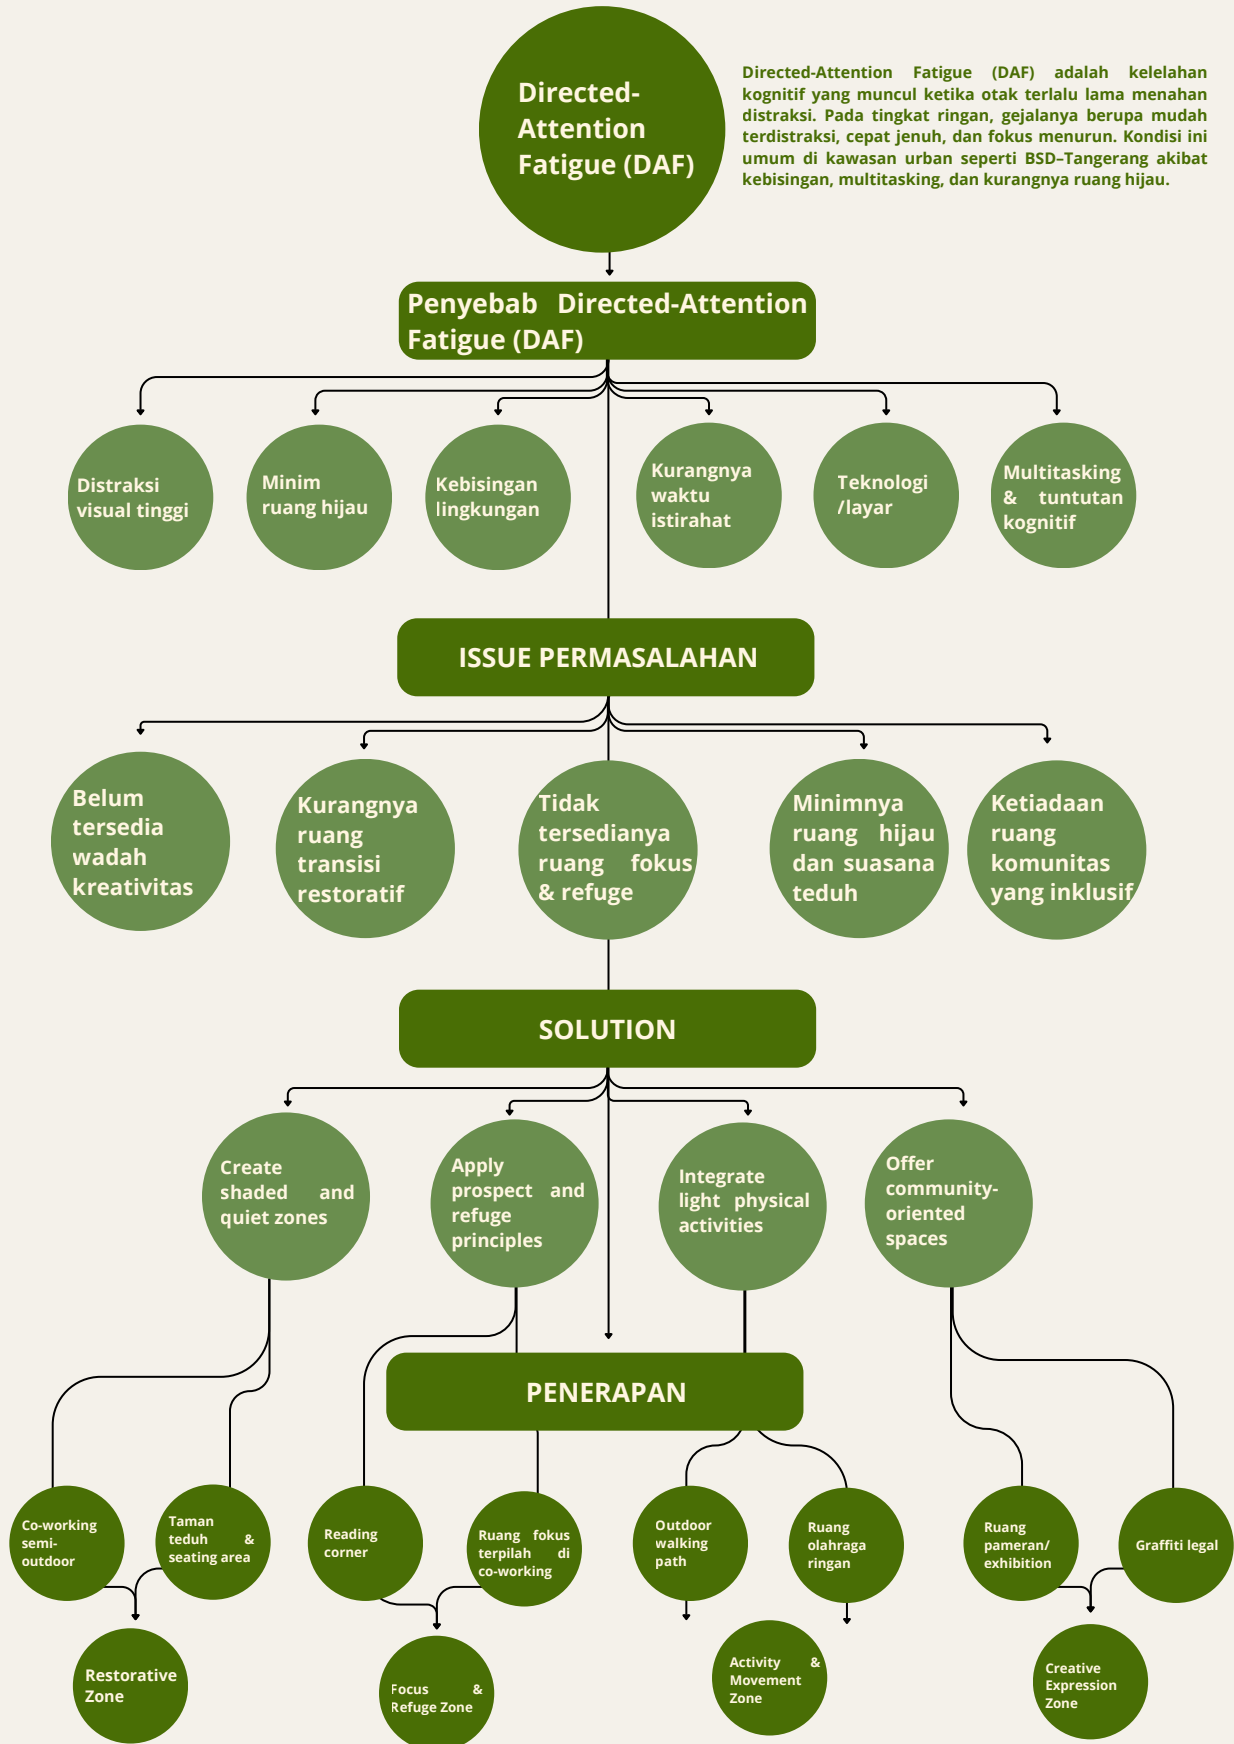 Directed-
Attention
Fatigue (DAF)
Directed-Attention Fatigue (DAF) adalah kelelahan
kognitif yang muncul ketika otak terlalu lama menahan
distraksi. Pada tingkat ringan, gejalanya berupa mudah
terdistraksi, cepat jenuh, dan fokus menurun. Kondisi ini
umum di kawasan urban seperti BSD–Tangerang akibat
kebisingan, multitasking, dan kurangnya ruang hijau.
Penyebab Directed-Attention
Fatigue (DAF)
Distraksi
visual tinggi
Minim
ruang hijau
Kebisingan
lingkungan
Kurangnya
waktu
istirahat
Teknologi
/layar
Multitasking
& tuntutan
kognitif
ISSUE PERMASALAHAN
Belum
tersedia
wadah
kreativitas
Kurangnya
ruang
transisi
restoratif
Tidak
tersedianya
ruang fokus
& refuge
Minimnya
ruang hijau
dan suasana
teduh
Ketiadaan
ruang
komunitas
yang inklusif
SOLUTION
Create
shaded and
quiet zones
Apply
prospect and
refuge
principles
Integrate
light physical
activities
Offer
community-
oriented
spaces
PENERAPAN
Co-working
semi-
outdoor
Taman
teduh &
seating area
Reading
corner
Ruang fokus
terpilah di
co-working
Outdoor
walking
path
Ruang
olahraga
ringan
Ruang
pameran/
exhibition
Graffiti legal
Restorative
Zone
Focus &
Refuge Zone
Activity &
Movement
Zone
Creative
Expression
Zone